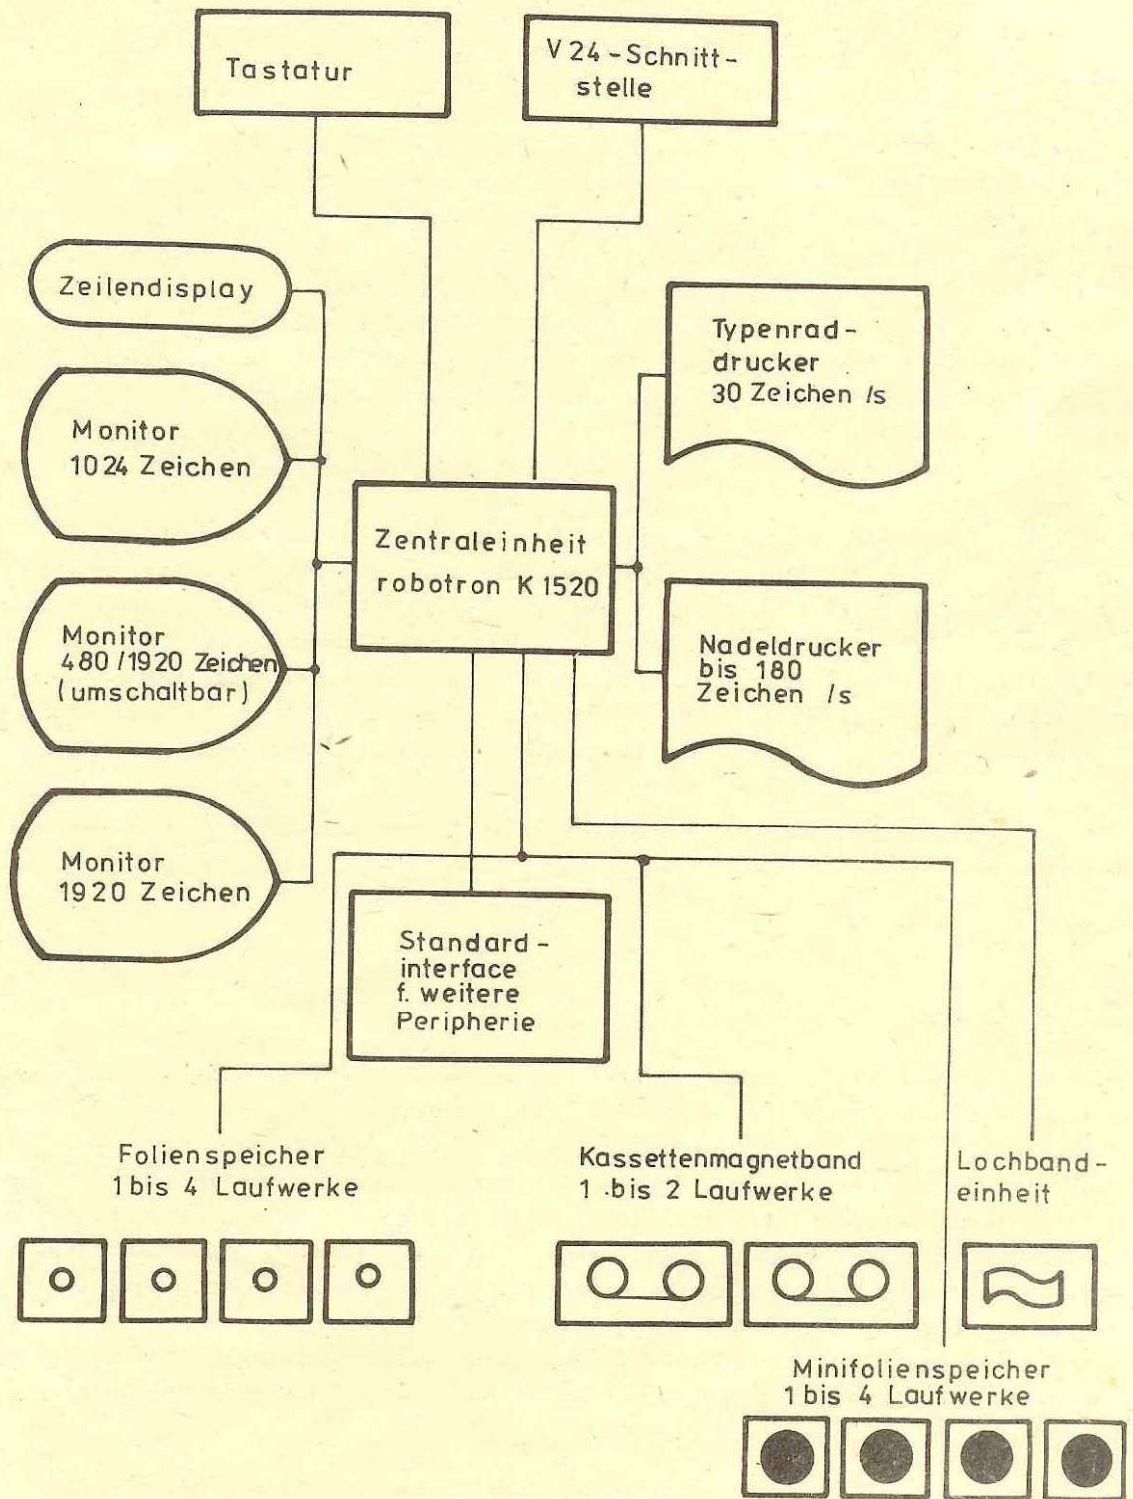 Tastatur
V 24 - Schnitt-
stelle
Zeilendisplay
Typenrad-
drucker
30 Zeichen /s
Monitor
1024 Zeichen
Zentraleinheit
robotron K 1520
Monitor
480 / 1920 Zeichen
(umschaltbar)
Nadeldrucker
bis 180
Zeichen /s
Monitor
1920 Zeichen
Standard-
interface
f. weitere
Peripherie
Folienspeicher
1 bis 4 Laufwerke
Kassettenmagnetband
1 bis 2 Laufwerke
Lochband-
einheit
Minifolienspeicher
1 bis 4 Laufwerke